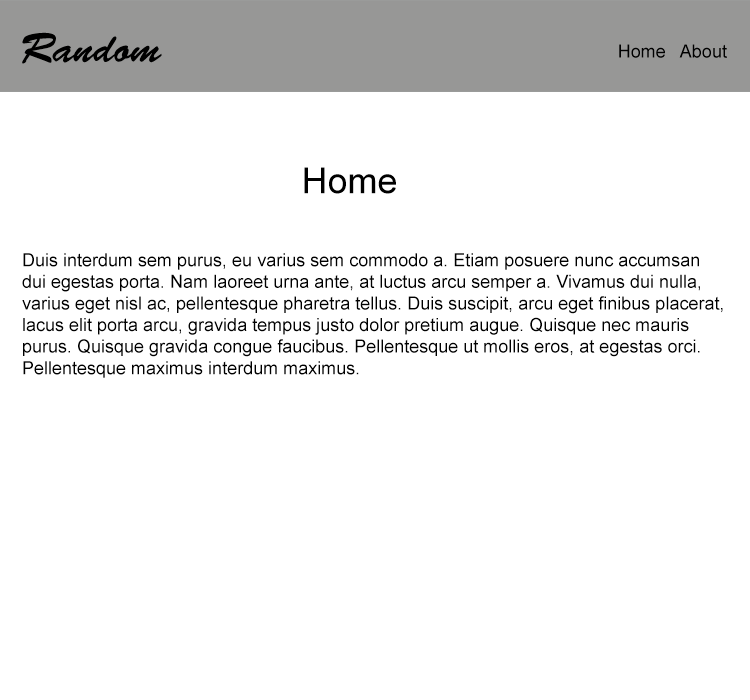 Random
Home About
Home
Duis interdum sem purus, eu varius sem commodo a. Etiam posuere nunc accumsan
dui egestas porta. Nam laoreet urna ante, at luctus arcu semper a. Vivamus dui nulla,
varius eget nisl ac, pellentesque pharetra tellus. Duis suscipit, arcu eget finibus placerat,
lacus elit porta arcu, gravida tempus justo dolor pretium augue. Quisque nec mauris
purus. Quisque gravida congue faucibus. Pellentesque ut mollis eros, at egestas orci.
Pellentesque maximus interdum maximus.